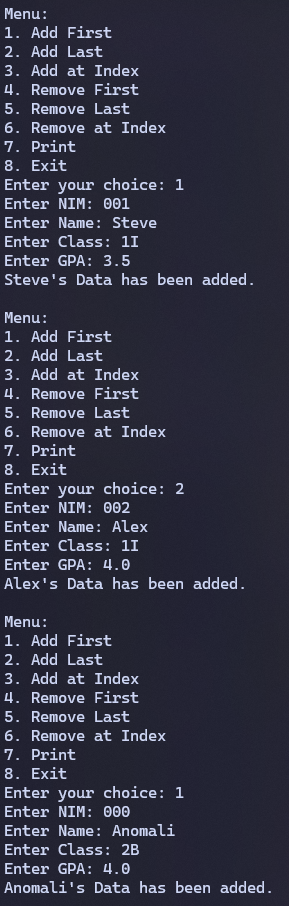 Menu:
1. Add First
2. Add Last
3. Add at Index
4. Remove First
5. Remove Last
6. Remove at Index
7. Print
8. Exit
Enter your choice: 1
Enter NIM: 001
Enter Name: Steve
Enter Class: 1I
Enter GPA: 3.5
Steve's Data has been added.

Menu:
1. Add First
2. Add Last
3. Add at Index
4. Remove First
5. Remove Last
6. Remove at Index
7. Print
8. Exit
Enter your choice: 2
Enter NIM: 002
Enter Name: Alex
Enter Class: 1I
Enter GPA: 4.0
Alex's Data has been added.

Menu:
1. Add First
2. Add Last
3. Add at Index
4. Remove First
5. Remove Last
6. Remove at Index
7. Print
8. Exit
Enter your choice: 1
Enter NIM: 000
Enter Name: Anomali
Enter Class: 2B
Enter GPA: 4.0
Anomali's Data has been added.